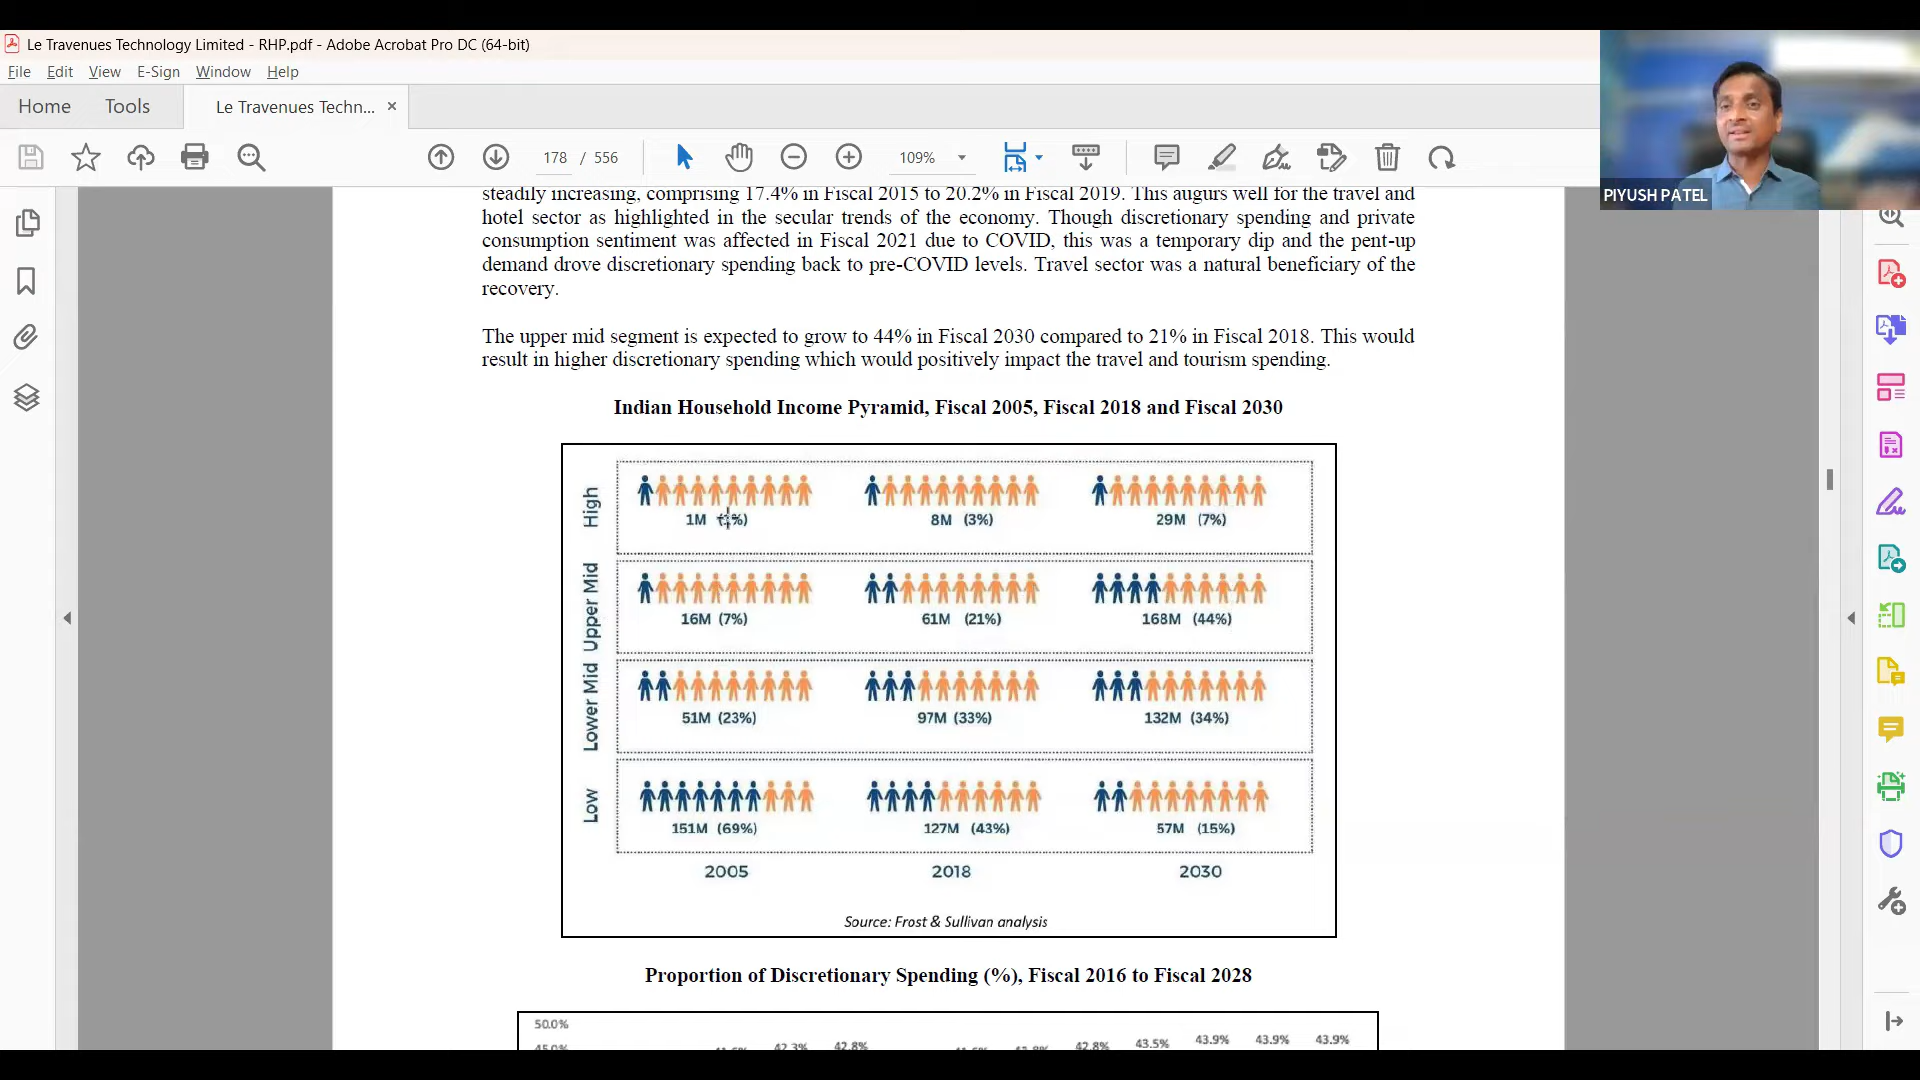 Le Travenues Technology Limited - RHP.pdf - Adobe Acrobat Pro DC (64-bit)
File Edit View E-Sign Window Help
Home Tools Le Travenues Techn... ×
178 / 556 109%
PIYUSH PATEL
steadily increasing, comprising 17.4% in Fiscal 2015 to 20.2% in Fiscal 2019. This augurs well for the travel and
hotel sector as highlighted in the secular trends of the economy. Though discretionary spending and private
consumption sentiment was affected in Fiscal 2021 due to COVID, this was a temporary dip and the pent-up
demand drove discretionary spending back to pre-COVID levels. Travel sector was a natural beneficiary of the
recovery.
The upper mid segment is expected to grow to 44% in Fiscal 2030 compared to 21% in Fiscal 2018. This would
result in higher discretionary spending which would positively impact the travel and tourism spending.
Indian Household Income Pyramid, Fiscal 2005, Fiscal 2018 and Fiscal 2030
High
1M 8M (3%) 29M (7%)
Upper Mid
16M (7%) 61M (21%) 168M (44%)
Lower Mid
51M (23%) 97M (33%) 132M (34%)
Low
151M (69%) 127M (43%) 57M (15%)
2005 2018 2030
Source: Frost & Sullivan analysis
Proportion of Discretionary Spending (%), Fiscal 2016 to Fiscal 2028
50.0%
45.0% 42.3% 42.8% 42.8% 43.5% 43.9% 43.9% 43.9%